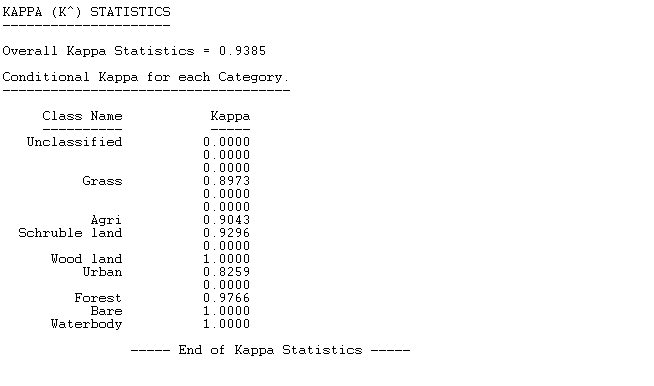 KAPPA (K^) STATISTICS
---------------------
Overall Kappa Statistics = 0.9385
Conditional Kappa for each Category.
------------------------------------
Class Name Kappa
---------- -----
Unclassified 0.0000
0.0000
0.0000
Grass 0.8973
0.0000
0.0000
Agri 0.9043
Schruble land 0.9296
0.0000
Wood land 1.0000
Urban 0.8259
0.0000
Forest 0.9766
Bare 1.0000
Waterbody 1.0000
----- End of Kappa Statistics -----